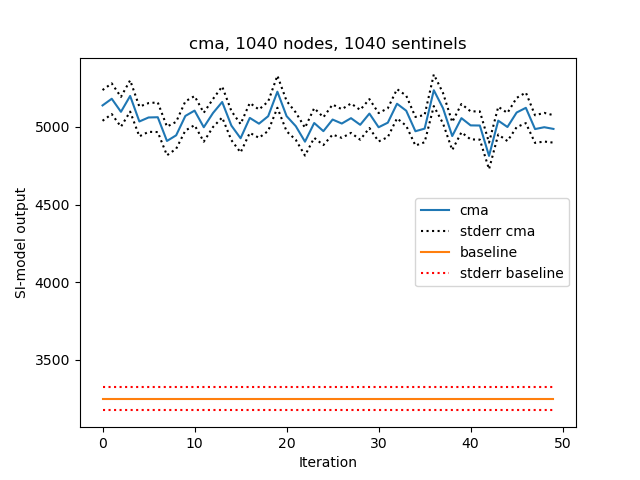 cma, 1040 nodes, 1040 sentinels
SI-model output
5000
4500
4000
3500
cma
stderr cma
baseline
stderr baseline
0 10 20 30 40 50
Iteration